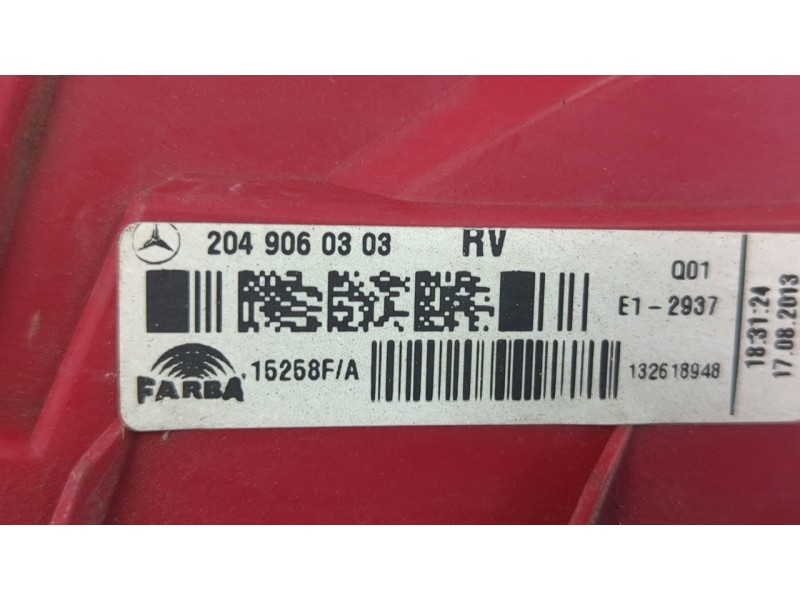 204 906 03 03 RV
Q01
E1-2937
FARBA 15258F/A
132618948
18:31:24
17.08.2013